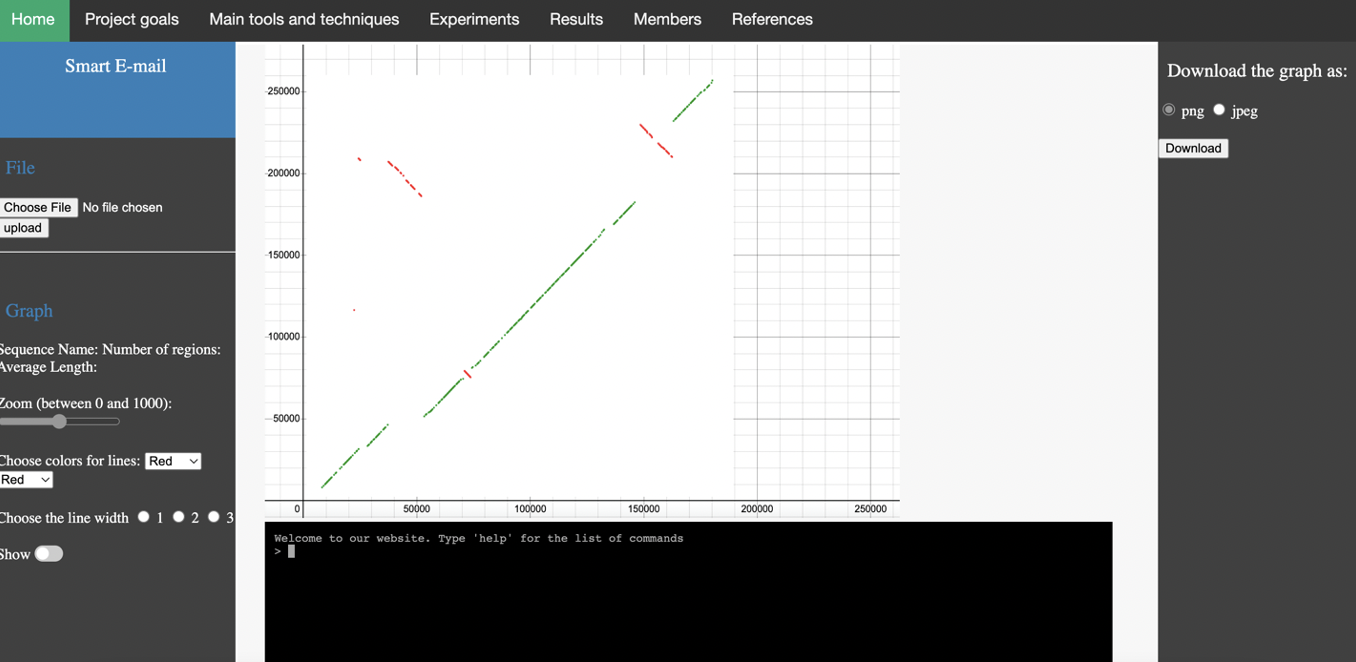 Home Project goals Main tools and techniques Experiments Results Members References
Smart E-mail
File
Choose File No file chosen
upload
Graph
Sequence Name: Number of regions:
Average Length:
Zoom (between 0 and 1000):
Choose colors for lines: Red
Red
Choose the line width 1 2 3
Show
250000
200000
150000
100000
50000
0 50000 100000 150000 200000 250000
Welcome to our website. Type 'help' for the list of commands
>
Download the graph as:
png jpeg
Download